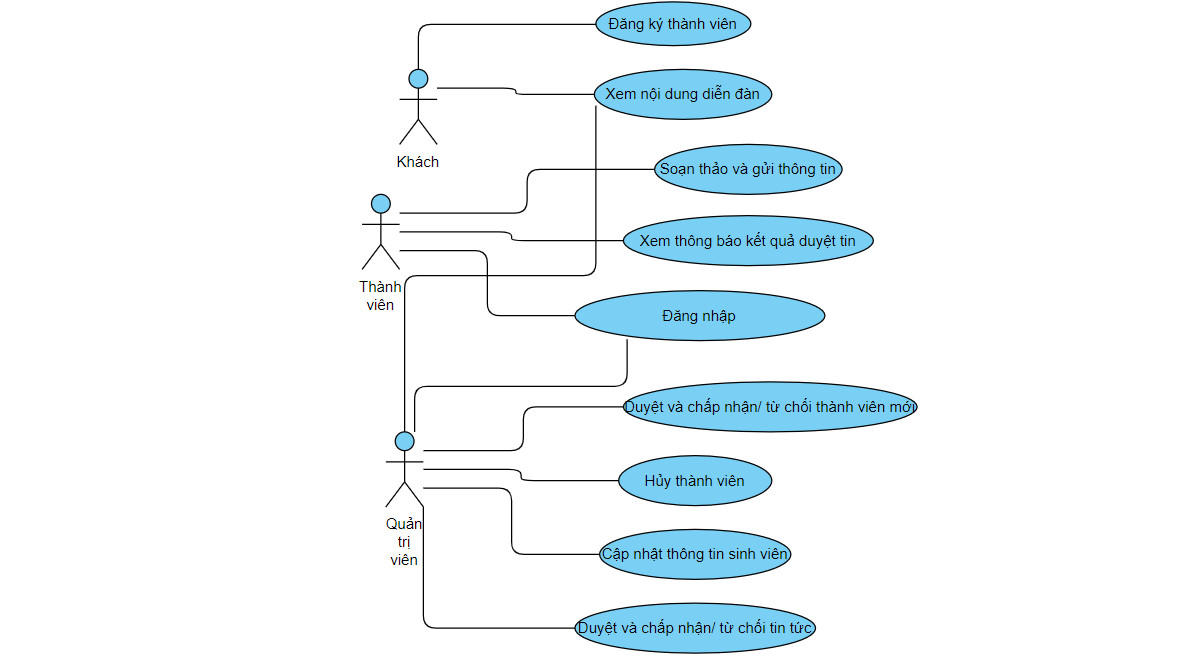 Đăng ký thành viên
Xem nội dung diễn đàn
Khách
Soạn thảo và gửi thông tin
Xem thông báo kết quả duyệt tin
Thành
viên
Đăng nhập
Duyệt và chấp nhận/ từ chối thành viên mới
Hủy thành viên
Quản
trị
viên
Cập nhật thông tin sinh viên
Duyệt và chấp nhận/ từ chối tin tức